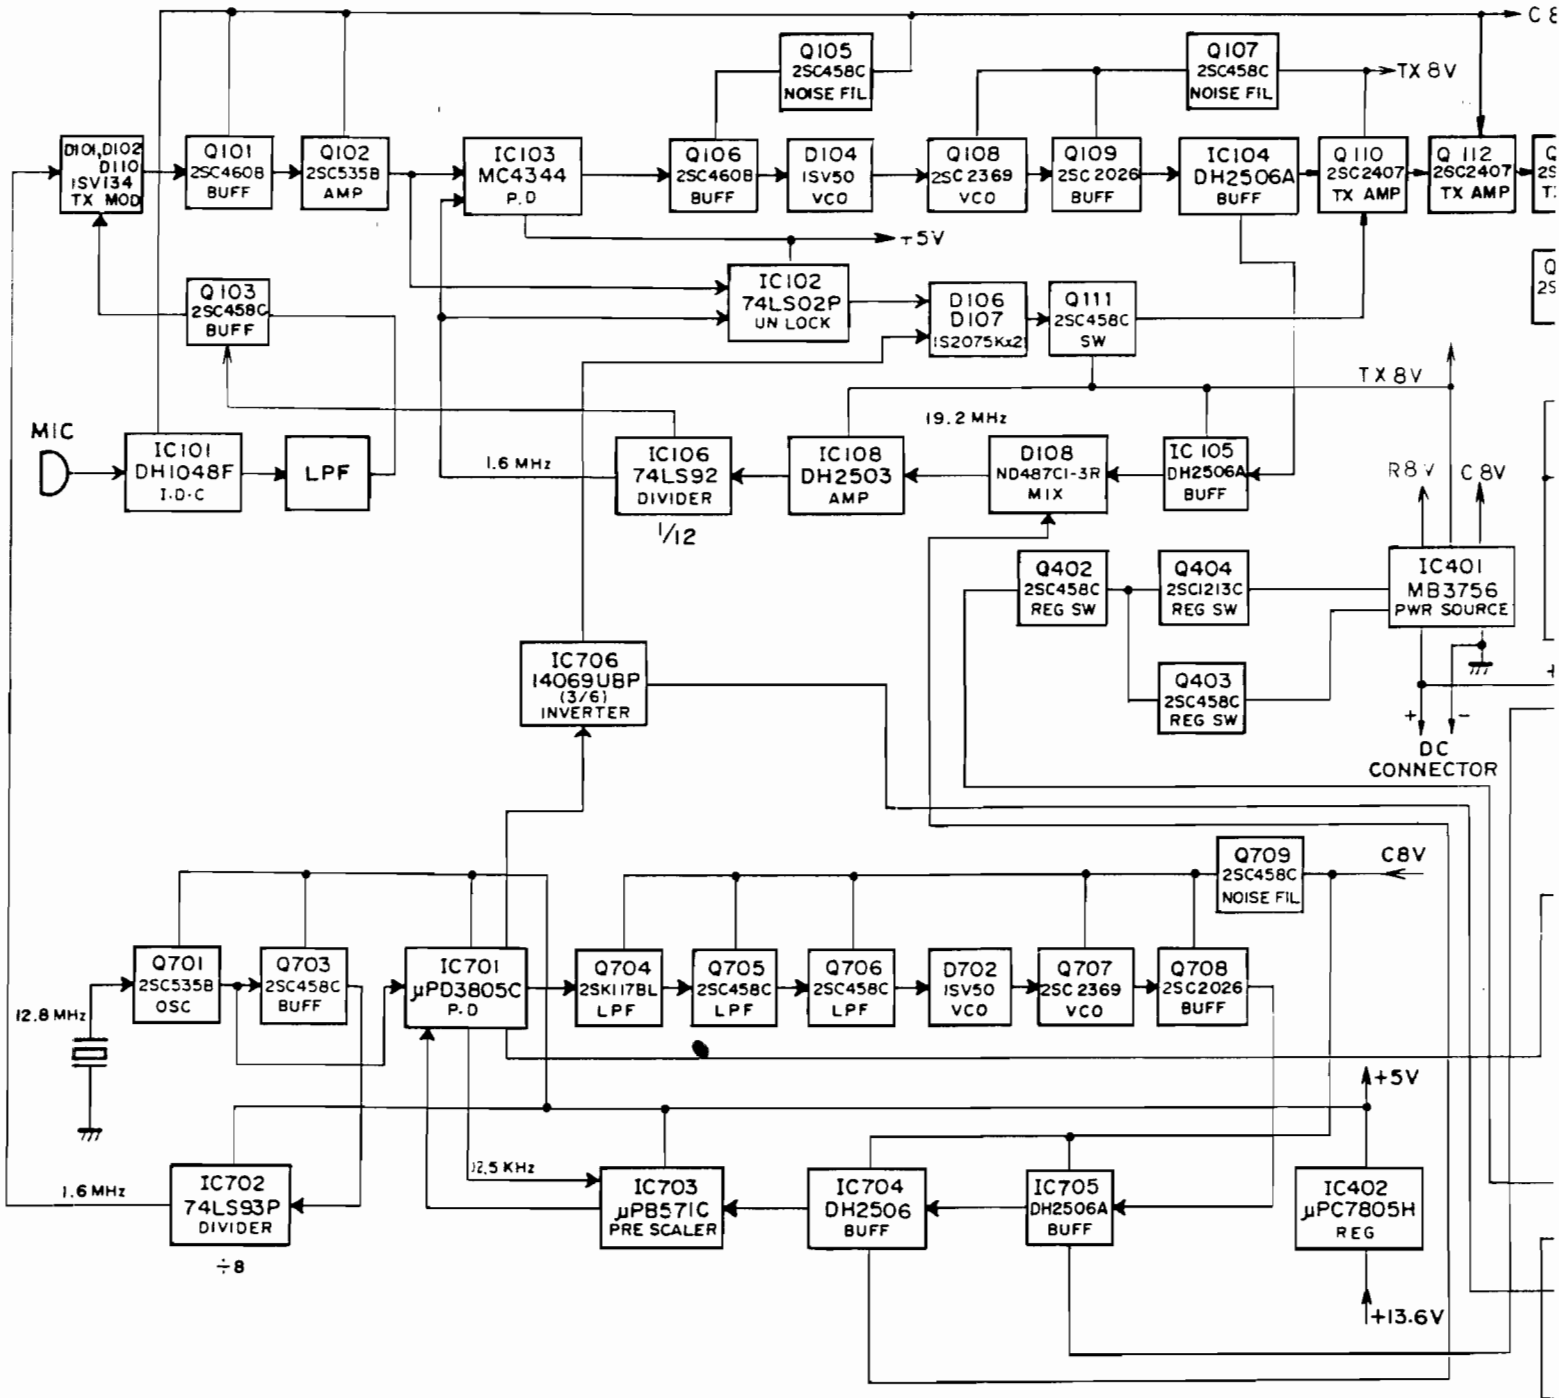 C 8
Q105
2SC458C
NOISE FIL
Q107
2SC458C
NOISE FIL
TX 8V
D101,D102
D110
1SV134
TX MOD
Q101
2SC460B
BUFF
Q102
2SC535B
AMP
IC103
MC4344
P.D
Q106
2SC460B
BUFF
D104
1SV50
VCO
Q108
2SC2369
VCO
Q109
2SC2026
BUFF
IC104
DH2506A
BUFF
Q110
2SC2407
TX AMP
Q112
2SC2407
TX AMP
Q
2S
T
+5V
Q103
2SC458C
BUFF
IC102
74LS02P
UN LOCK
D106
D107
1S2075Kx2
Q111
2SC458C
SW
Q
2S
TX 8V
19.2 MHz
MIC
IC101
DH1048F
I.D.C
LPF
1.6 MHz
IC106
74LS92
DIVIDER
1/12
IC108
DH2503
AMP
D108
ND487C1-3R
MIX
IC105
DH2506A
BUFF
R8V
C8V
Q402
2SC458C
REG SW
Q404
2SC1213C
REG SW
IC401
MB3756
PWR SOURCE
Q403
2SC458C
REG SW
+
+ -
DC
CONNECTOR
IC706
14069UBP
(3/6)
INVERTER
Q709
2SC458C
NOISE FIL
C8V
12.8 MHz
Q701
2SC535B
OSC
Q703
2SC458C
BUFF
IC701
μPD3805C
P.D
Q704
2SK117BL
LPF
Q705
2SC458C
LPF
Q706
2SC458C
LPF
D702
1SV50
VCO
Q707
2SC2369
VCO
Q708
2SC2026
BUFF
+5V
1.6 MHz
IC702
74LS93P
DIVIDER
÷8
12.5 KHz
IC703
μPB571C
PRE SCALER
IC704
DH2506
BUFF
IC705
DH2506A
BUFF
IC402
μPC7805H
REG
+13.6V